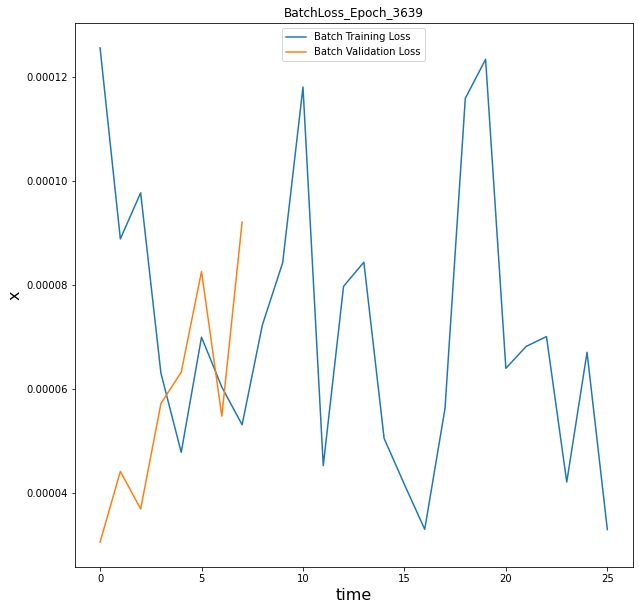 BatchLoss_Epoch_3639
Batch Training Loss
Batch Validation Loss
0.00012
0.00010
0.00008
0.00006
0.00004
x
0 5 10 15 20 25
time